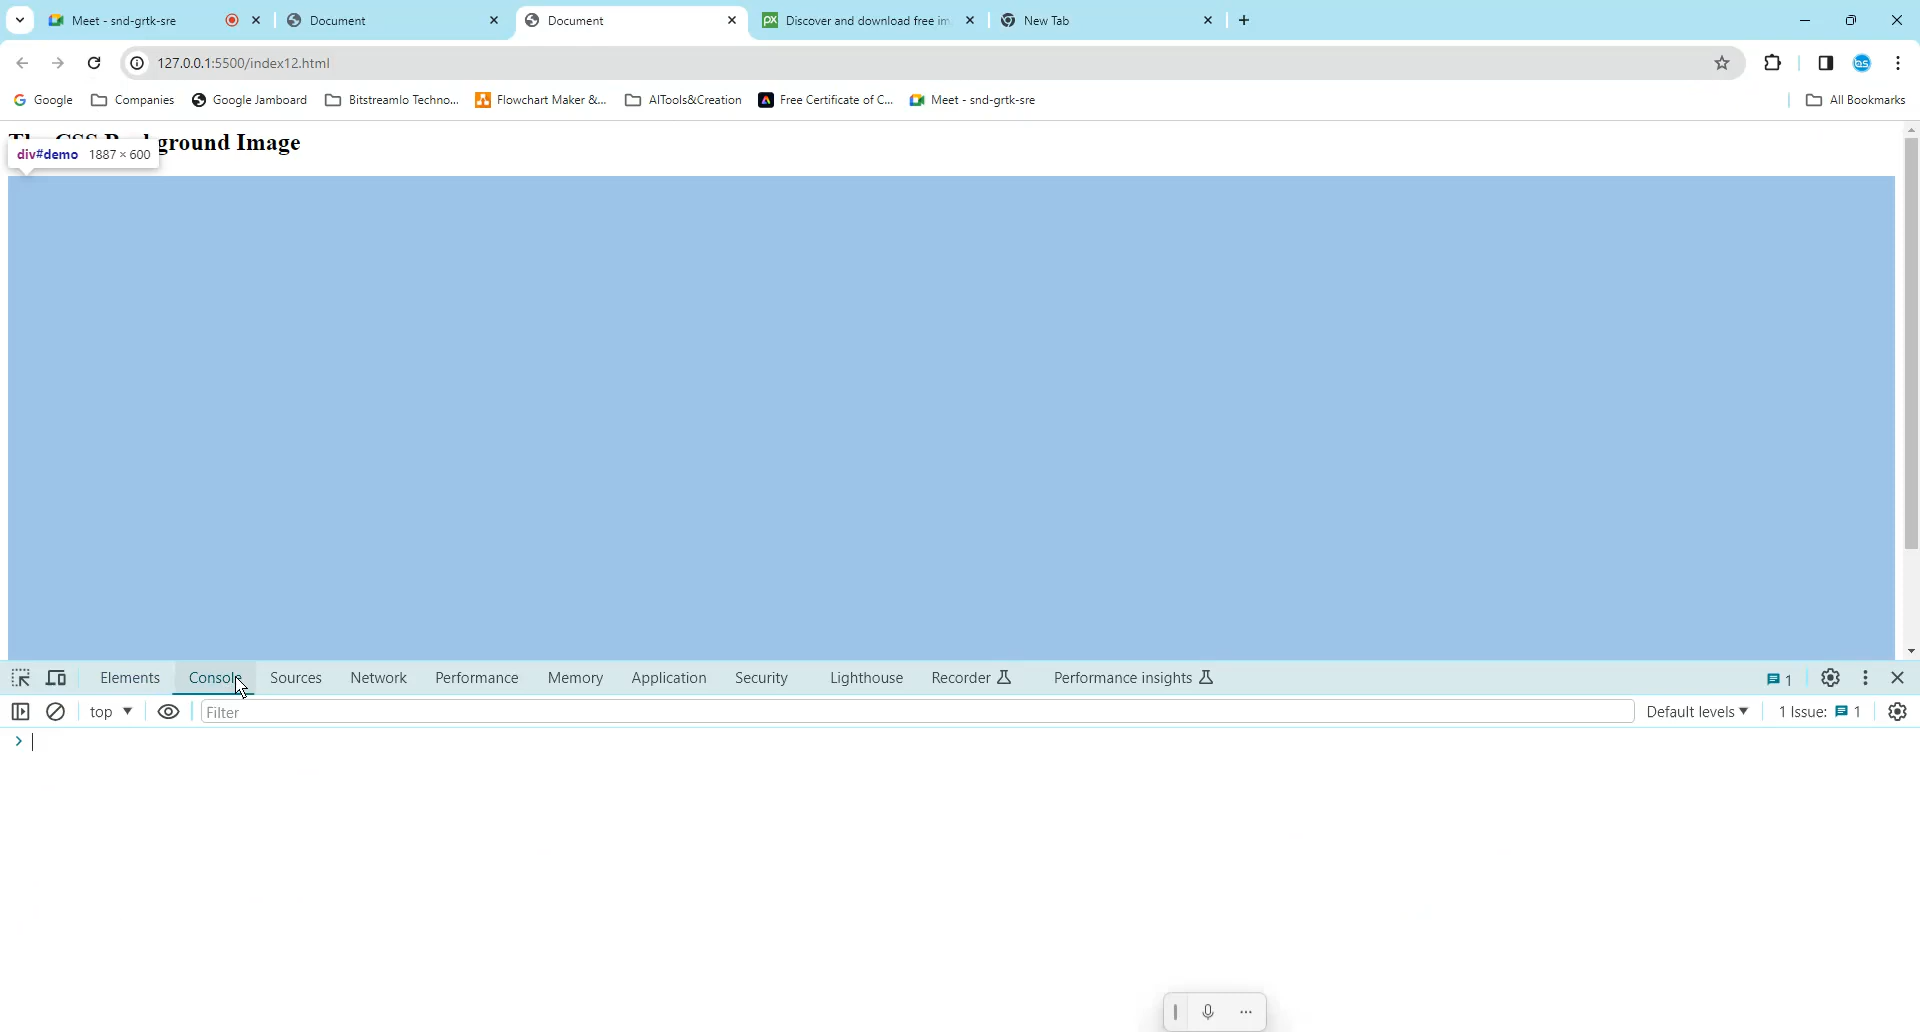 Meet - snd-grtk-sre
Document
Document
Discover and download free im
New Tab
127.0.0.1:5500/index12.html
Google
Companies
Google Jamboard
Bitstreamlo Techno...
Flowchart Maker &...
AITools&Creation
Free Certificate of C...
Meet - snd-grtk-sre
All Bookmarks
The CSS Background Image
div#demo 1887 × 600
Elements
Console
Sources
Network
Performance
Memory
Application
Security
Lighthouse
Recorder
Performance insights
1
top
Filter
Default levels
1 Issue: 1
>